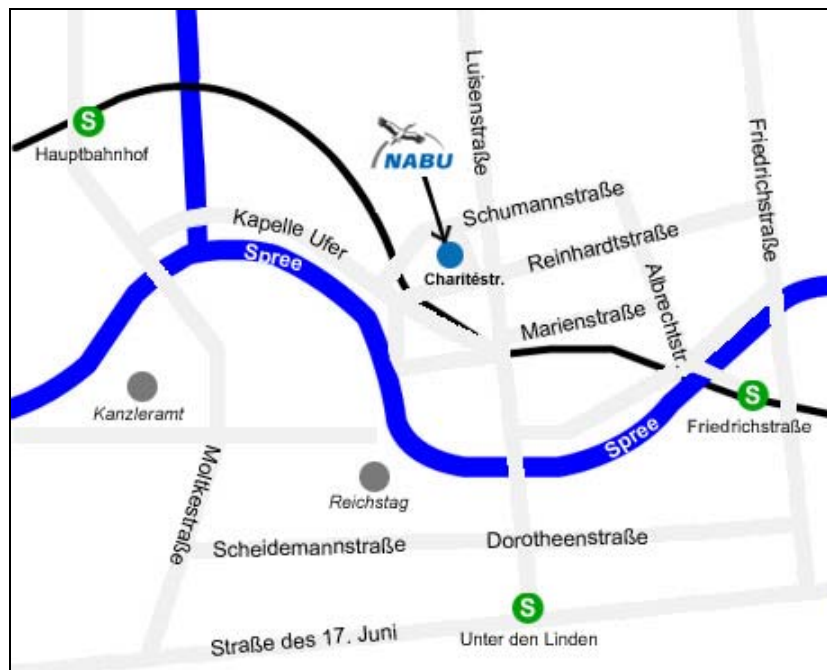 Luisenstraße
S
Hauptbahnhof
NABU
Friedrichstraße
Schumannstraße
Kapelle Ufer
Reinhardtstraße
Spree
Charitéstr.
Albrechtstr.
Marienstraße
Kanzleramt
S
Friedrichstraße
Spree
Moltkestraße
Reichstag
Scheidemannstraße
Dorotheenstraße
S
Straße des 17. Juni
Unter den Linden